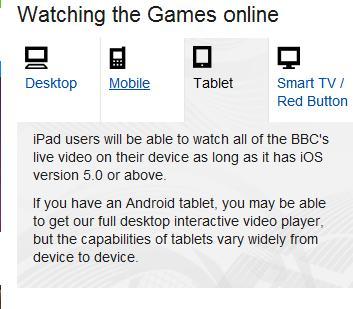 Watching the Games online
Desktop
Mobile
Tablet
Smart TV /
Red Button
iPad users will be able to watch all of the BBC's
live video on their device as long as it has iOS
version 5.0 or above.
If you have an Android tablet, you may be able
to get our full desktop interactive video player,
but the capabilities of tablets vary widely from
device to device.